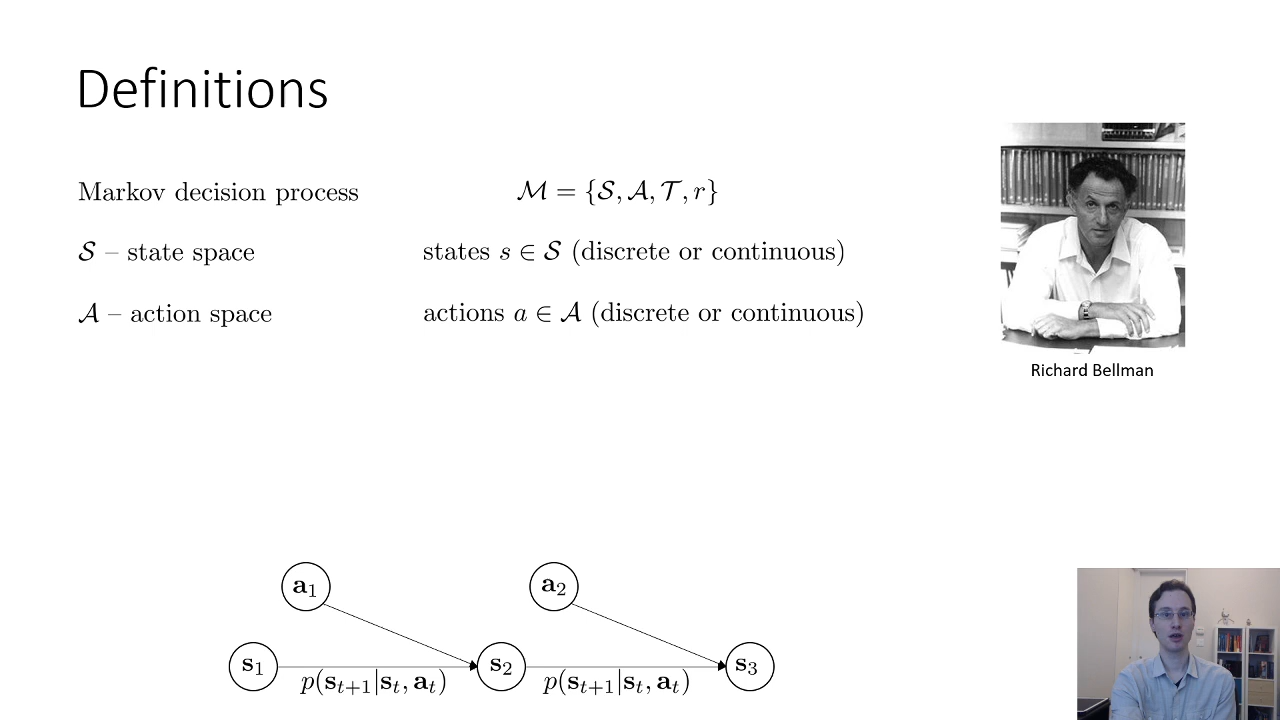 Definitions
Markov decision process
ℳ = {𝒮, 𝒜, 𝒯, r}
𝒮 – state space
states s ∈ 𝒮 (discrete or continuous)
𝒜 – action space
actions a ∈ 𝒜 (discrete or continuous)
Richard Bellman
a₁
a₂
s₁
p(sₜ₊₁|sₜ, aₜ)
s₂
p(sₜ₊₁|sₜ, aₜ)
s₃